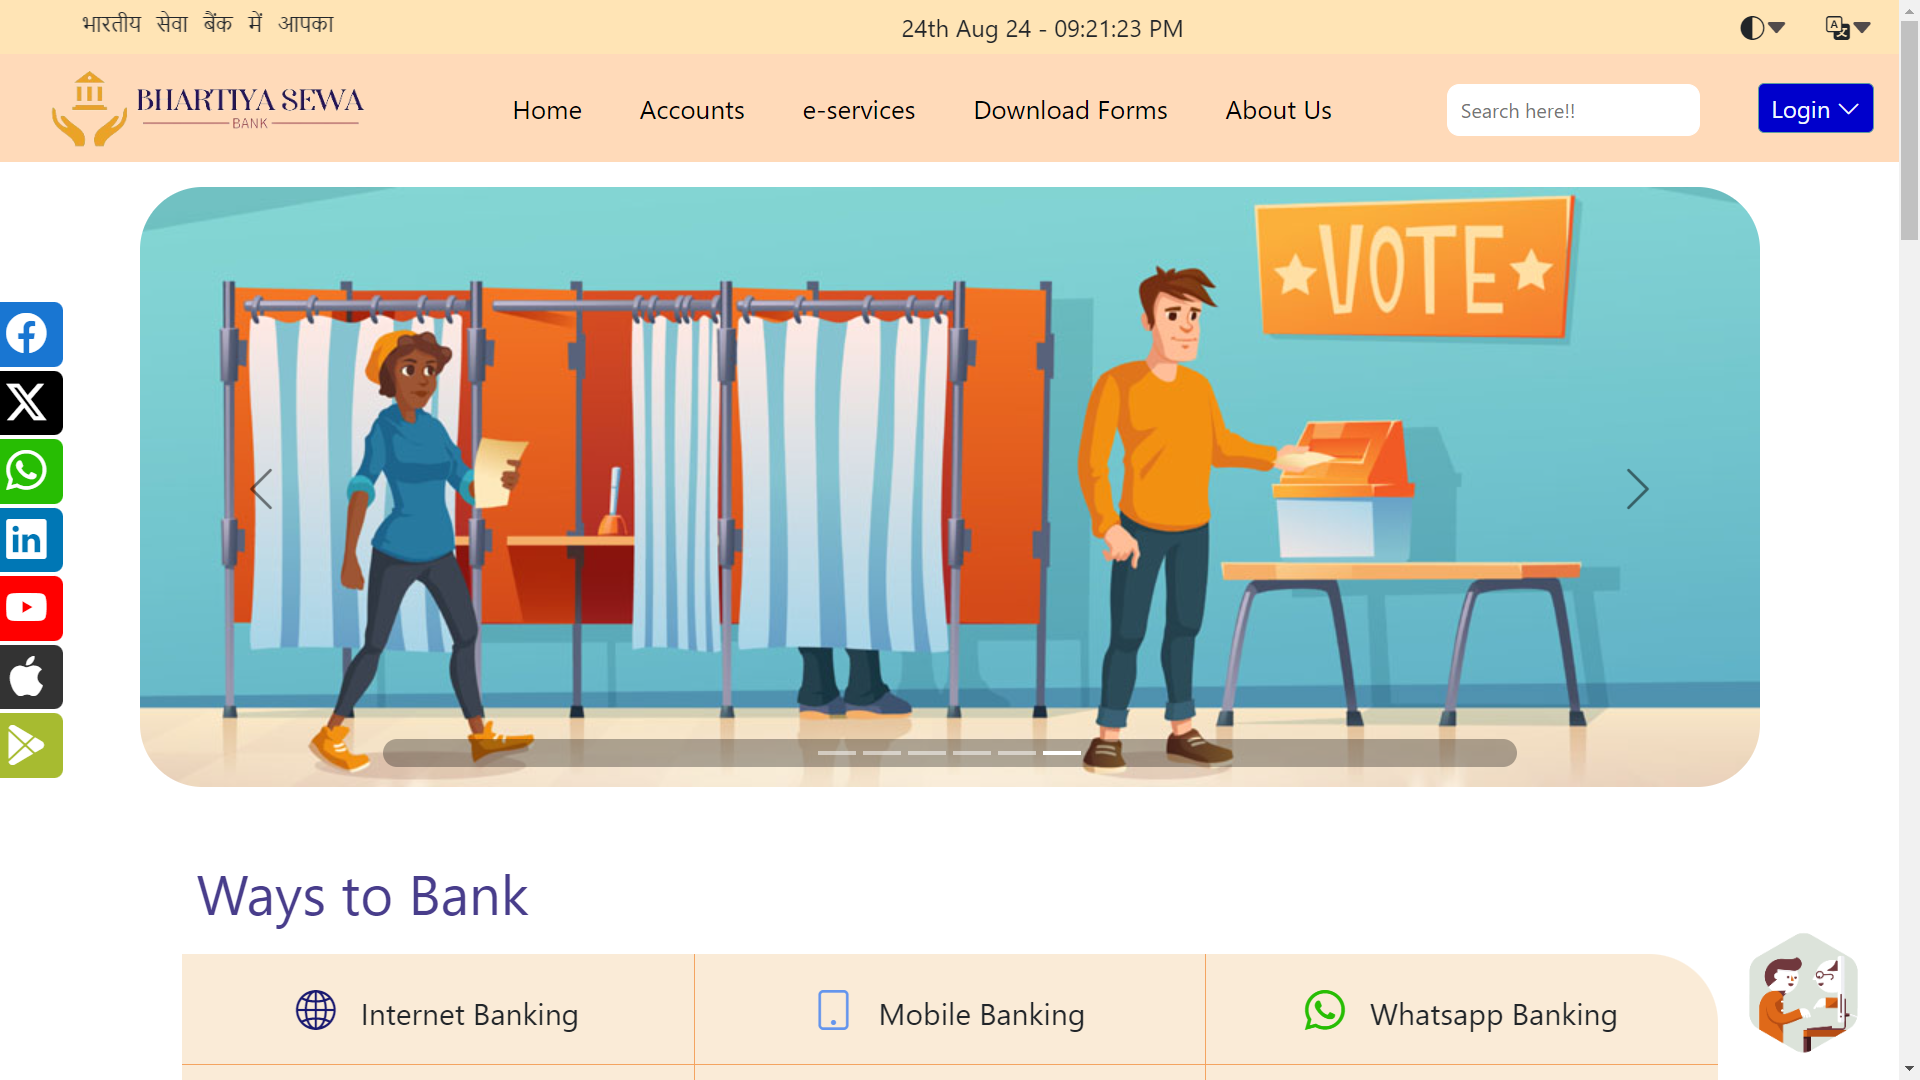 भारतीय सेवा बैंक में आपका
24th Aug 24 - 09:21:23 PM
BHARTIYA SEWA
BANK
Home
Accounts
e-services
Download Forms
About Us
Search here!!
Login
VOTE
Ways to Bank
Internet Banking
Mobile Banking
Whatsapp Banking